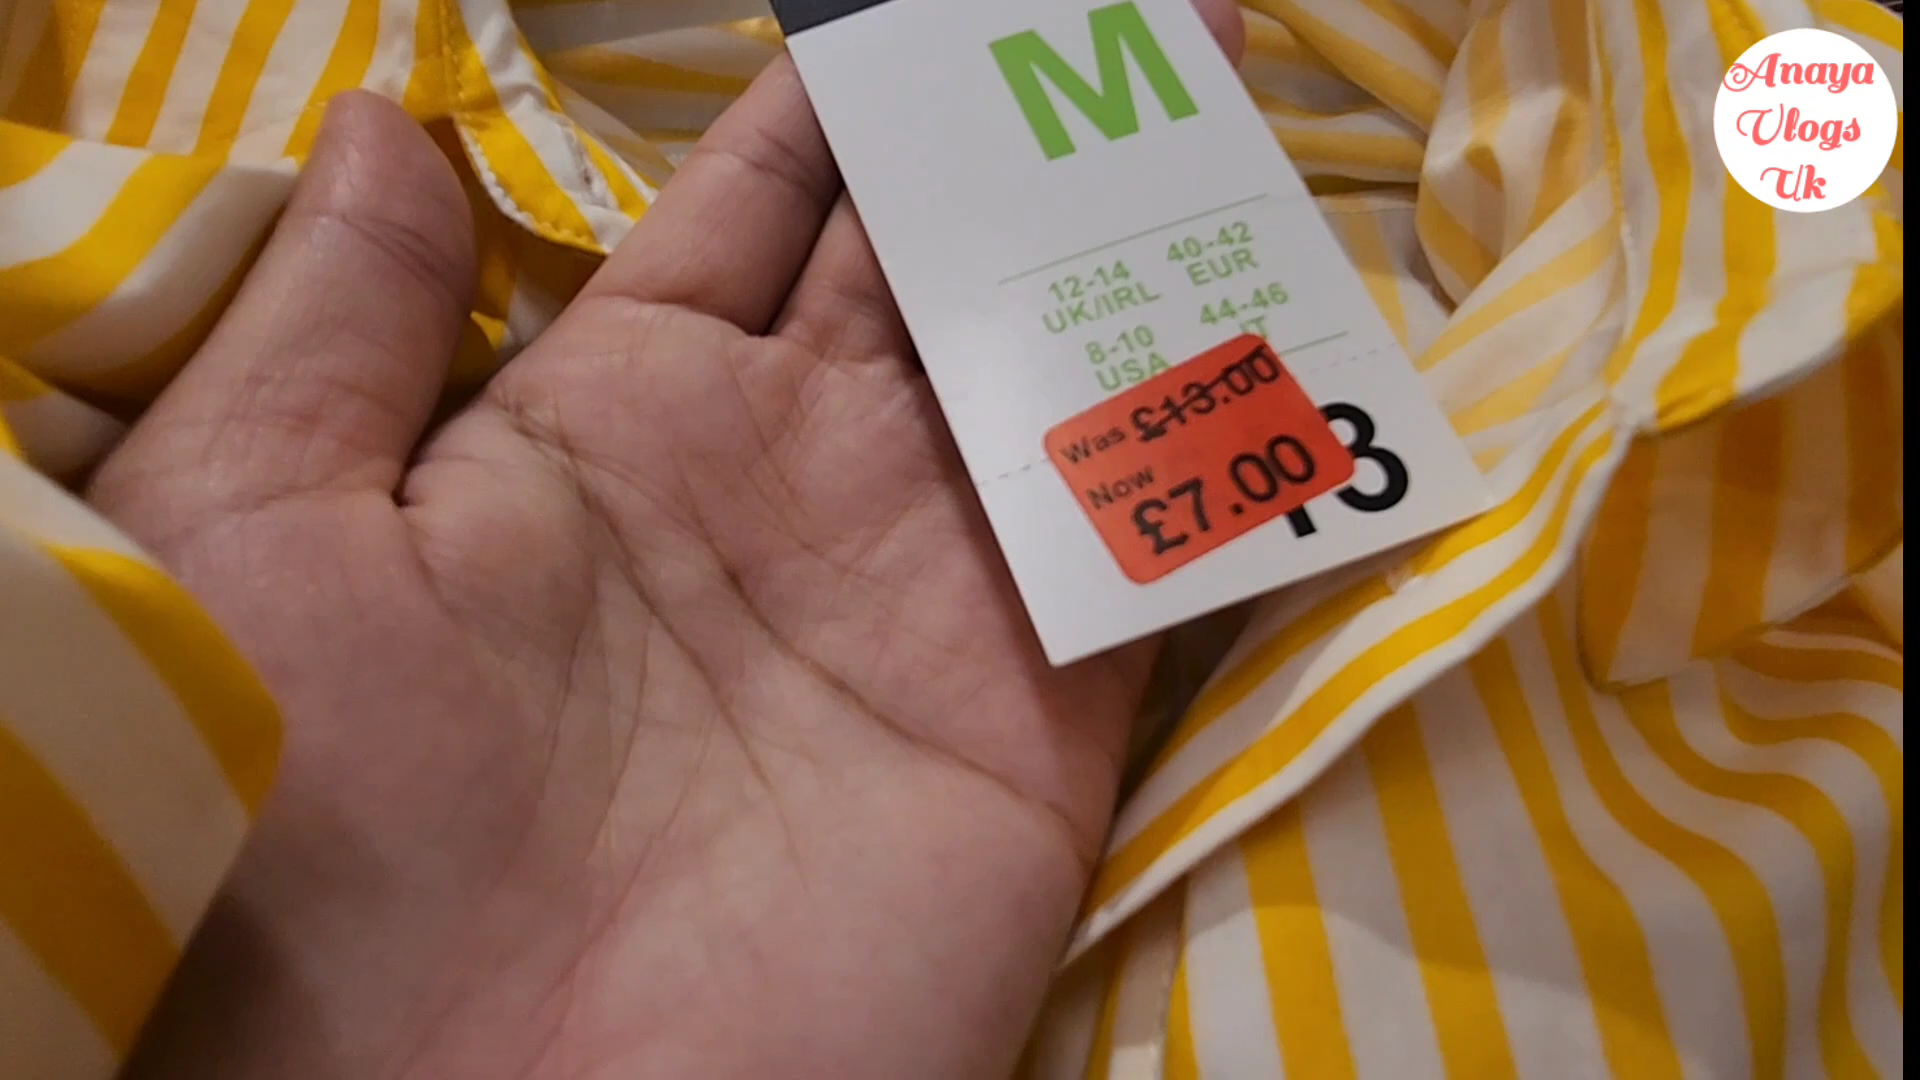 M
12-14
UK/IRL
40-42
EUR
8-10
USA
44-46
IT
Was £13.00
Now
£7.00
13
Anaya
Vlogs
Uk